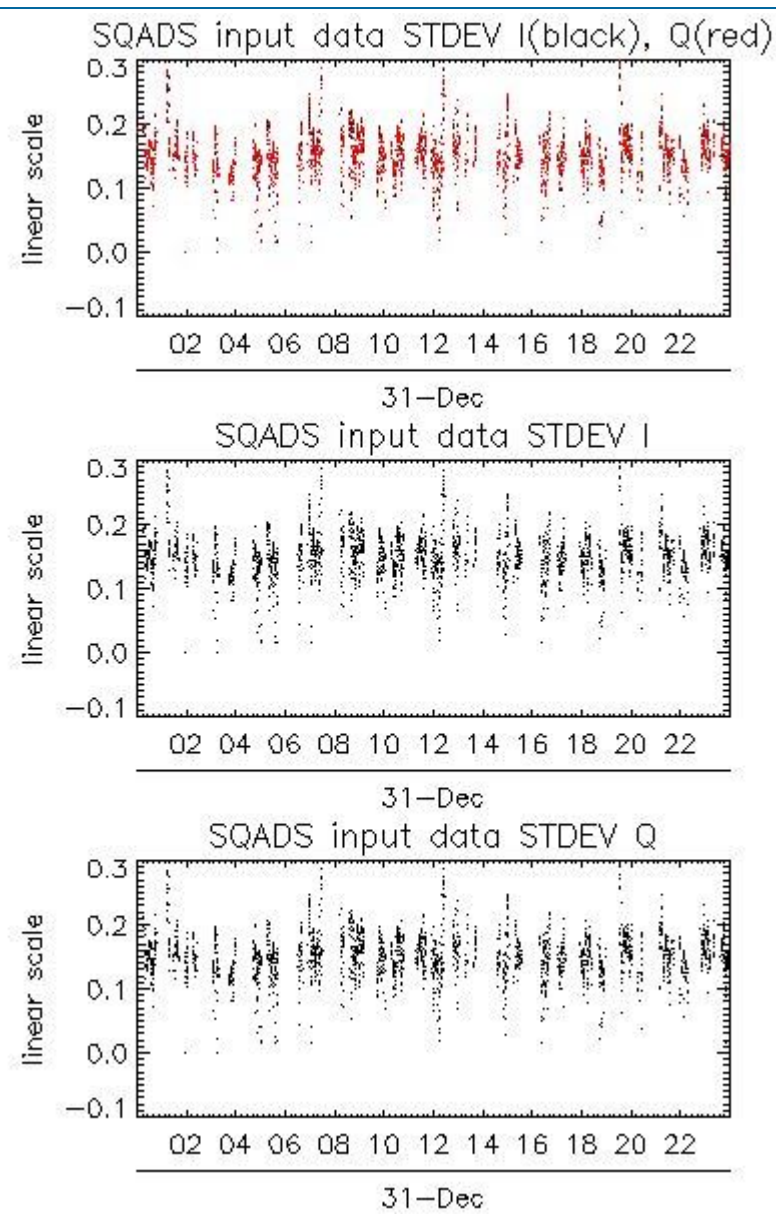 SQADS input data STDEV I(black), Q(red)
0.3
0.2
0.1
0.0
−0.1
linear scale
02 04 06 08 10 12 14 16 18 20 22
31−Dec
SQADS input data STDEV I
0.3
0.2
0.1
0.0
−0.1
linear scale
02 04 06 08 10 12 14 16 18 20 22
31−Dec
SQADS input data STDEV Q
0.3
0.2
0.1
0.0
−0.1
linear scale
02 04 06 08 10 12 14 16 18 20 22
31−Dec